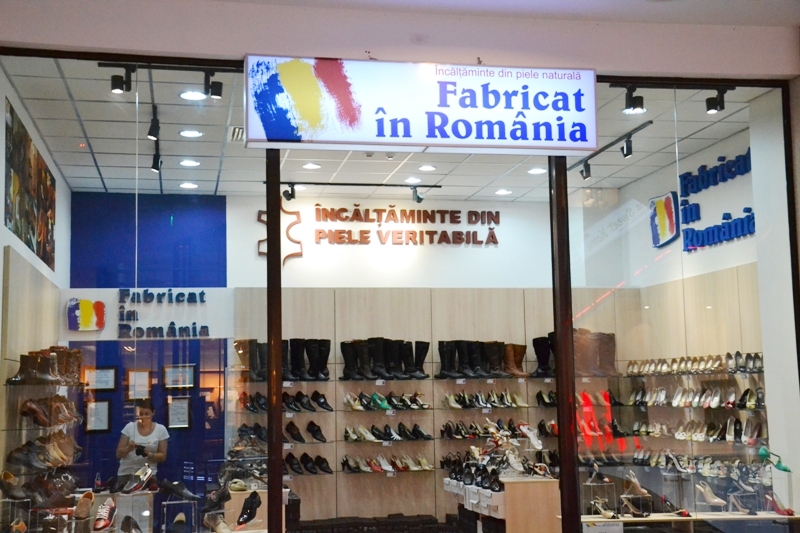 Încălțăminte din piele naturală
Fabricat
în România
ÎNCĂLȚĂMINTE DIN
PIELE VERITABILĂ
Fabricat
în
România
Fabricat
în
România